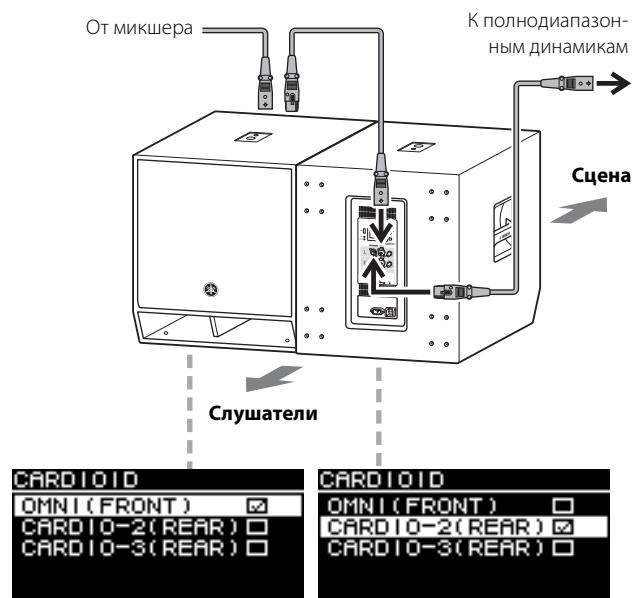 От микшера
К полнодиапазон-
ным динамикам
Сцена
Слушатели
CARDIOID
OMNI(FRONT)
CARDIO-2(REAR)
CARDIO-3(REAR)
CARDIOID
OMNI(FRONT)
CARDIO-2(REAR)
CARDIO-3(REAR)